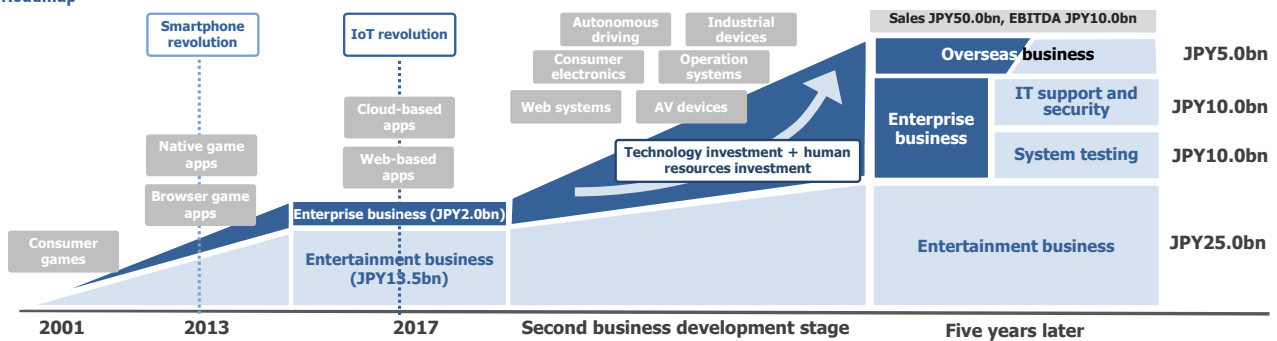 Roadmap
Smartphone
revolution
IoT revolution
Autonomous
driving
Industrial
devices
Consumer
electronics
Operation
systems
Web systems
AV devices
Cloud-based
apps
Web-based
apps
Native game
apps
Browser game
apps
Consumer
games
Technology investment + human
resources investment
Enterprise business (JPY2.0bn)
Entertainment business
(JPY13.5bn)
Sales JPY50.0bn, EBITDA JPY10.0bn
Overseas business
JPY5.0bn
Enterprise
business
IT support and
security
JPY10.0bn
System testing
JPY10.0bn
Entertainment business
JPY25.0bn
2001
2013
2017
Second business development stage
Five years later